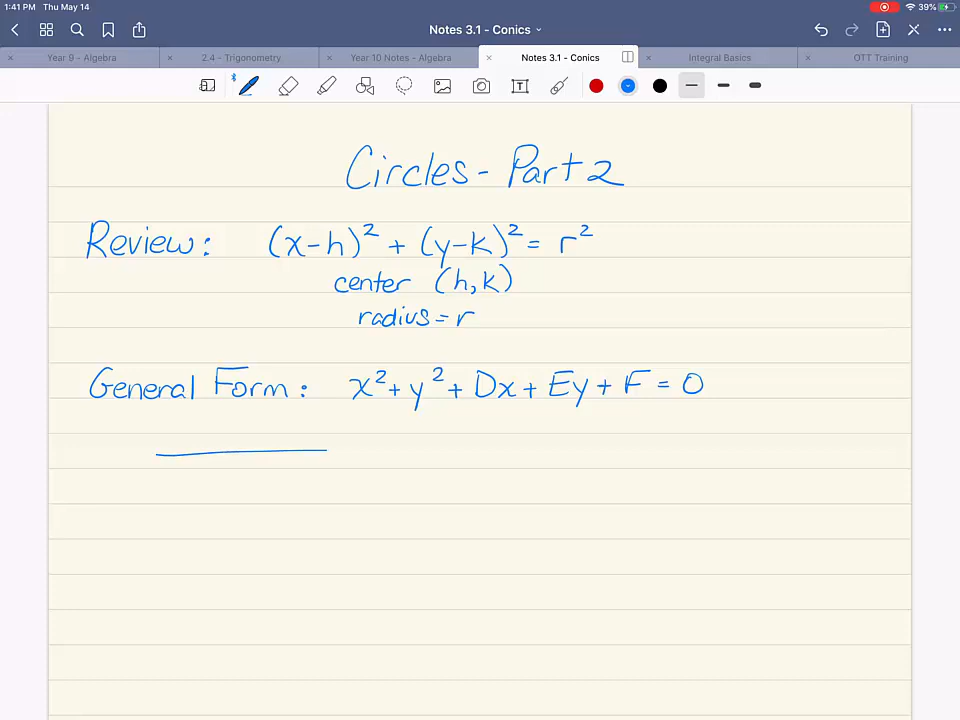 1:41 PM Thu May 14
39%
Notes 3.1 - Conics
Year 9 - Algebra
2.4 - Trigonometry
Year 10 Notes - Algebra
Notes 3.1 - Conics
Integral Basics
OTT Training
Circles - Part 2
Review: (x-h)² + (y-k)² = r²
center (h,k)
radius = r
General Form: x² + y² + Dx + Ey + F = 0